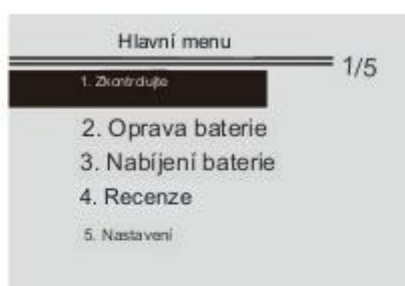 Hlavní menu
1/5
1. Zkontrolujte
2. Oprava baterie
3. Nabíjení baterie
4. Recenze
5. Nastavení